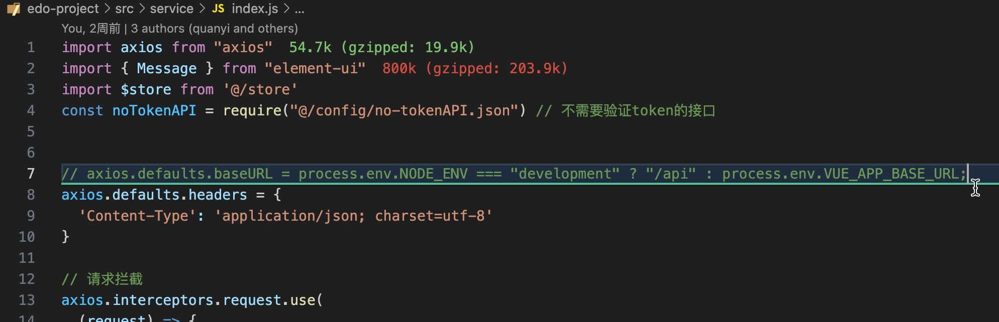 edo-project > src > service > JS index.js > ...
You, 2周前 | 3 authors (quanyi and others)
1 import axios from "axios" 54.7k (gzipped: 19.9k)
2 import { Message } from "element-ui" 800k (gzipped: 203.9k)
3 import $store from '@/store'
4 const noTokenAPI = require("@/config/no-tokenAPI.json") // 不需要验证token的接口
5
6
7 // axios.defaults.baseURL = process.env.NODE_ENV === "development" ? "/api" : process.env.VUE_APP_BASE_URL;
8 axios.defaults.headers = {
9 'Content-Type': 'application/json; charset=utf-8'
10 }
11
12 // 请求拦截
13 axios.interceptors.request.use(
14 (request) => {